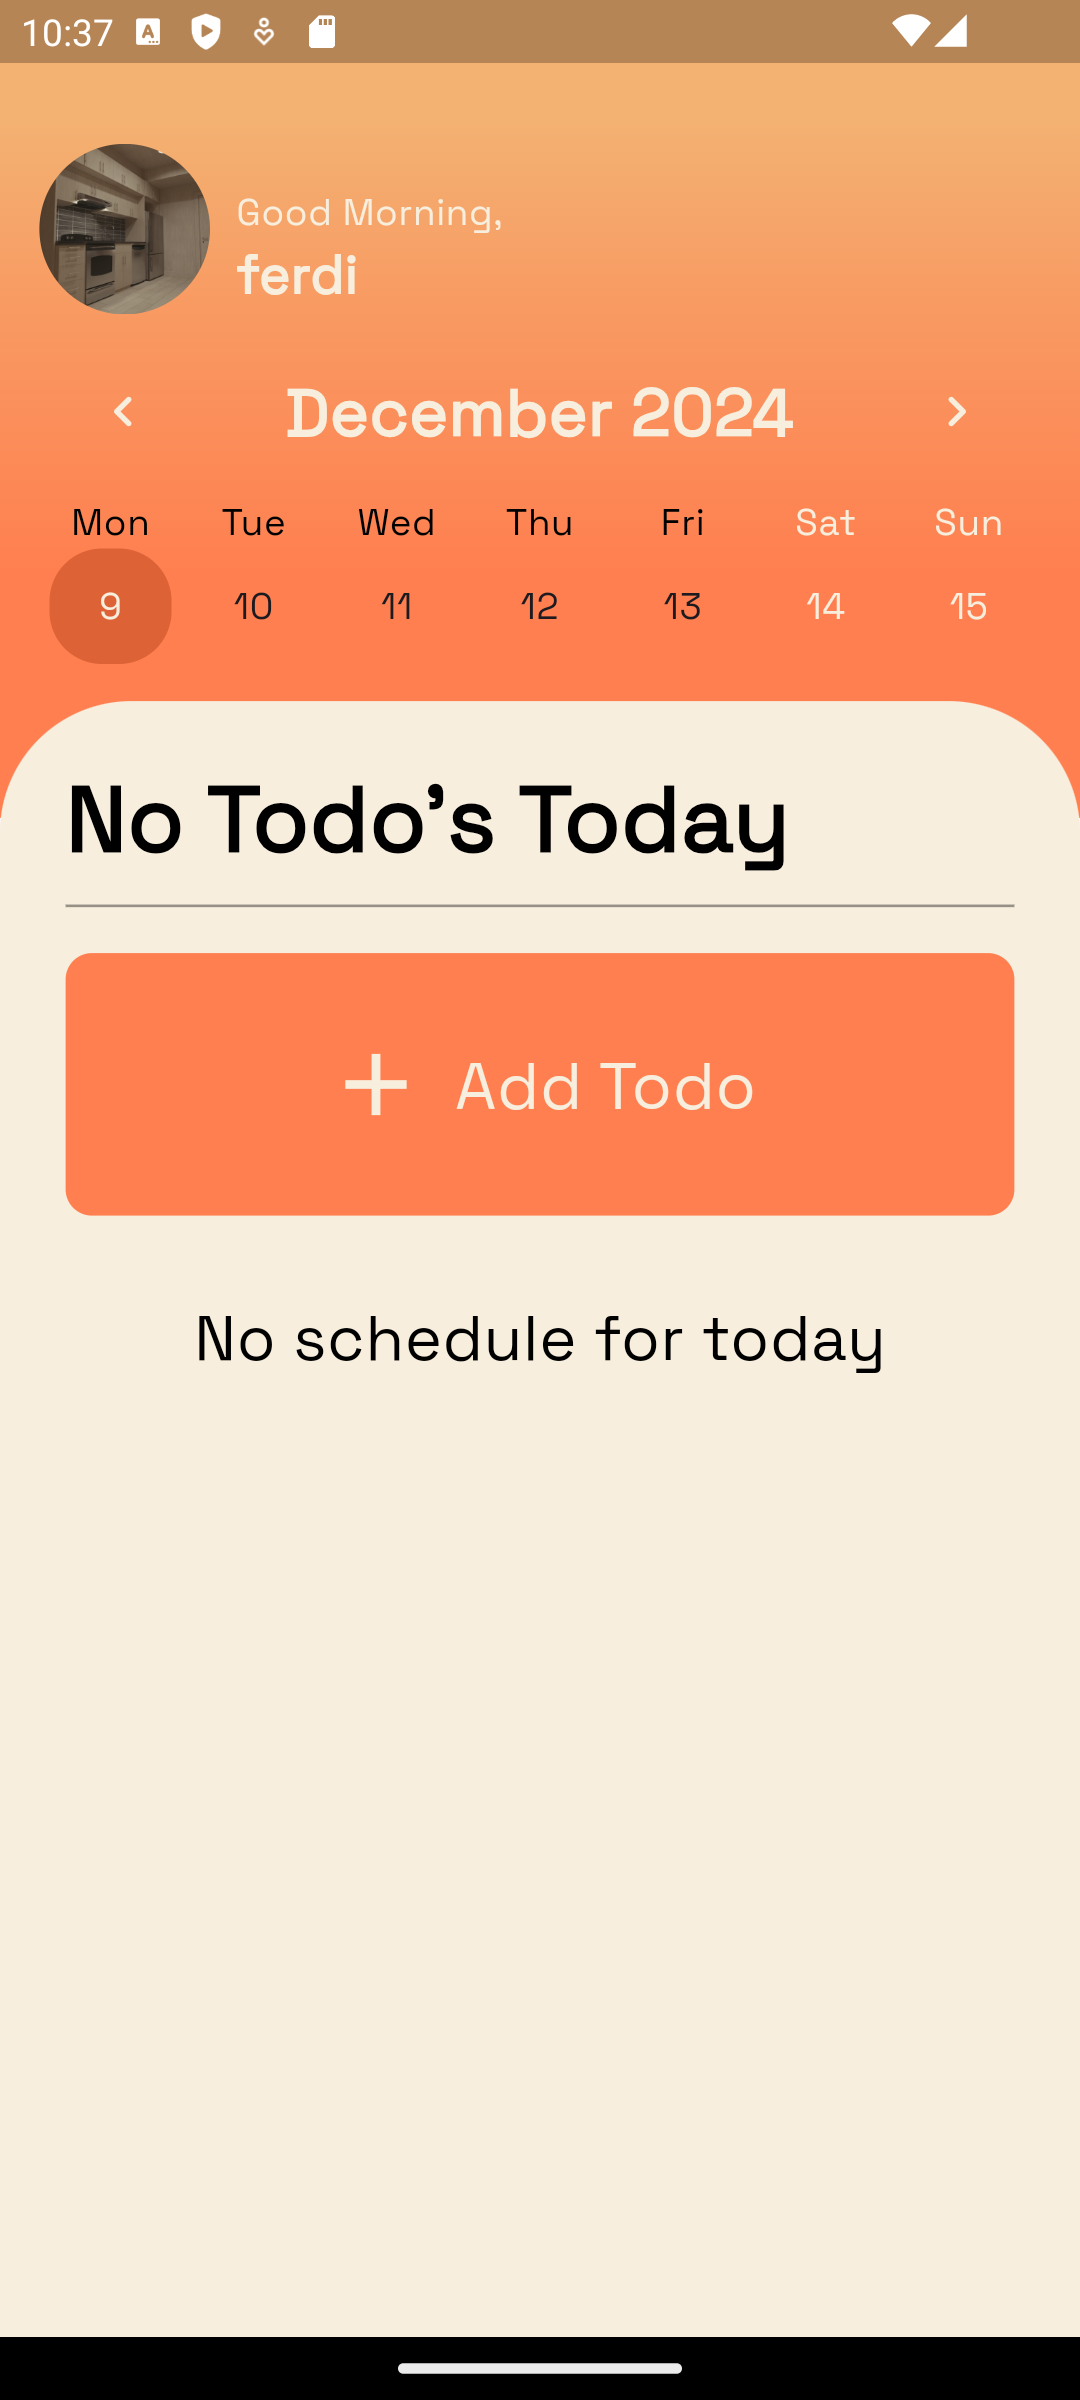 10:37
Good Morning,
ferdi
December 2024
Mon Tue Wed Thu Fri Sat Sun
9 10 11 12 13 14 15
No Todo's Today
+ Add Todo
No schedule for today